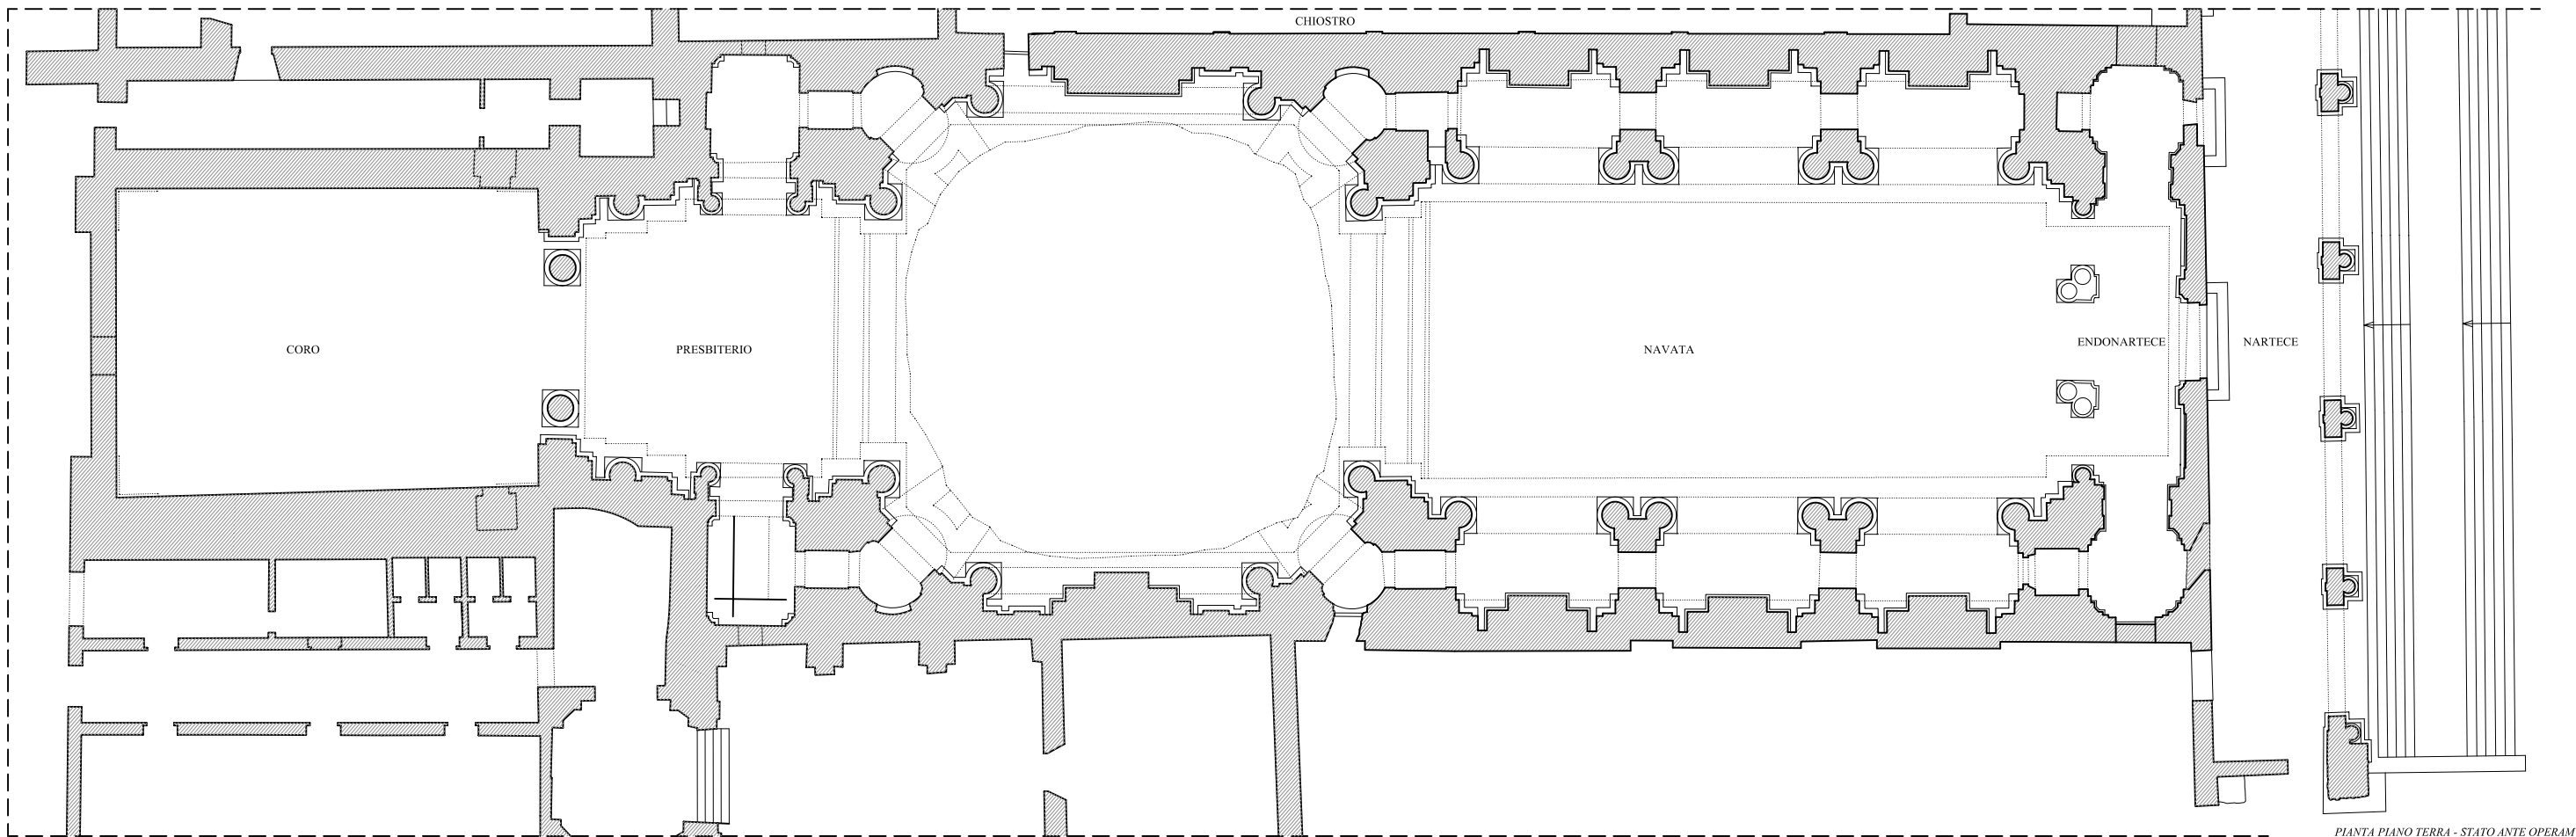 CHIOSTRO
CORO
PRESBITERIO
NAVATA
ENDONARTECE
NARTECE
PIANTA PIANO TERRA - STATO ANTE OPERAM